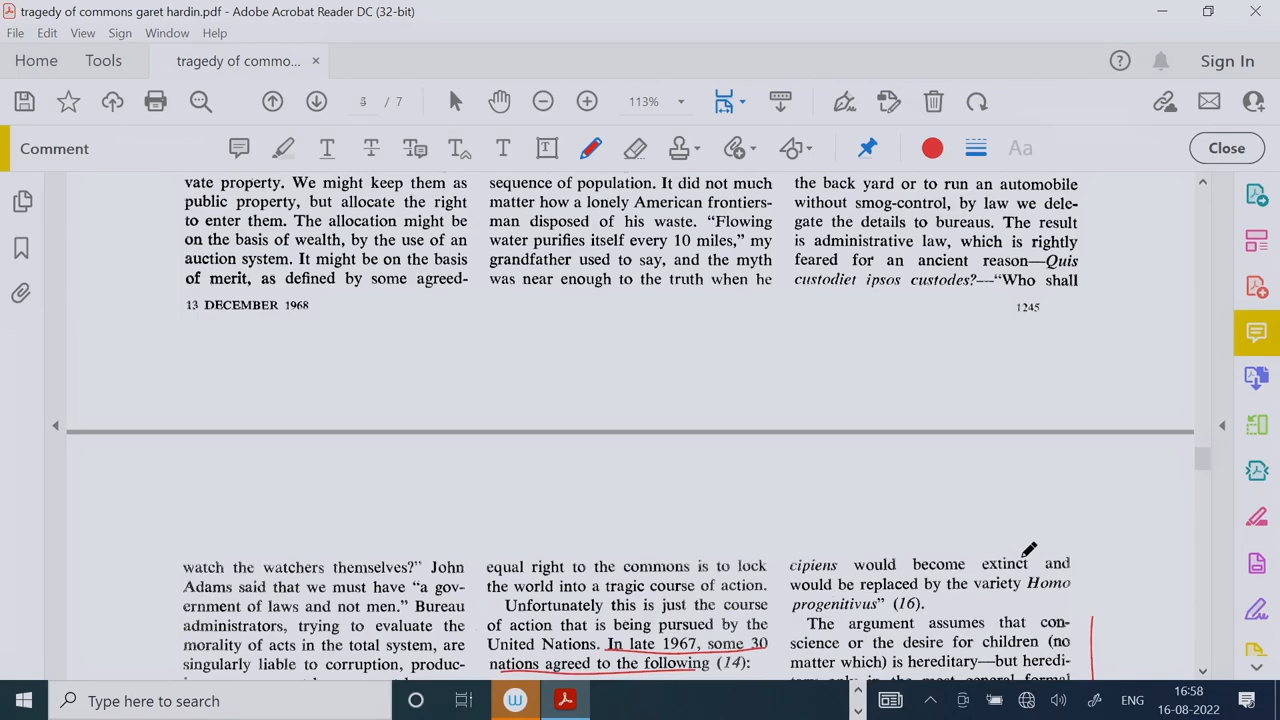 tragedy of commons garet hardin.pdf - Adobe Acrobat Reader DC (32-bit)
File Edit View Sign Window Help
Home Tools tragedy of commo... × Sign In
/ 7 113%
Comment Aa Close
vate property. We might keep them as
public property, but allocate the right
to enter them. The allocation might be
on the basis of wealth, by the use of an
auction system. It might be on the basis
of merit, as defined by some agreed-
13 DECEMBER 1968
sequence of population. It did not much
matter how a lonely American frontiers-
man disposed of his waste. “Flowing
water purifies itself every 10 miles,” my
grandfather used to say, and the myth
was near enough to the truth when he
the back yard or to run an automobile
without smog-control, by law we dele-
gate the details to bureaus. The result
is administrative law, which is rightly
feared for an ancient reason—Quis
custodiet ipsos custodes?—“Who shall
1245
watch the watchers themselves?” John
Adams said that we must have “a gov-
ernment of laws and not men.” Bureau
administrators, trying to evaluate the
morality of acts in the total system, are
singularly liable to corruption, produc-
equal right to the commons is to lock
the world into a tragic course of action.
Unfortunately this is just the course
of action that is being pursued by the
United Nations. In late 1967, some 30
nations agreed to the following (14):
cipiens would become extinct and
would be replaced by the variety Homo
progenitivus” (16).
The argument assumes that con-
science or the desire for children (no
matter which) is hereditary—but heredi-
tary only in the most general formal
Type here to search
ENG
16:58
16-08-2022